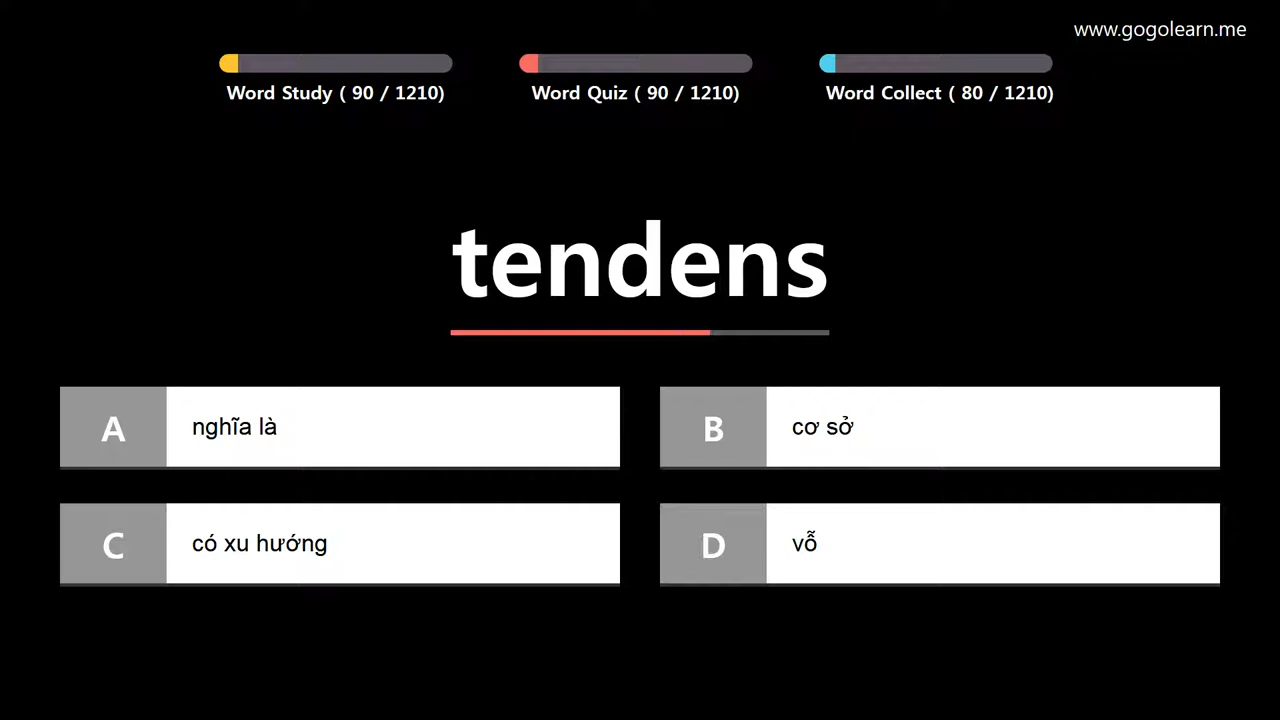 www.gogolearn.me
Word Study ( 90 / 1210)
Word Quiz ( 90 / 1210)
Word Collect ( 80 / 1210)
tendens
A nghĩa là
B cơ sở
C có xu hướng
D vỗ